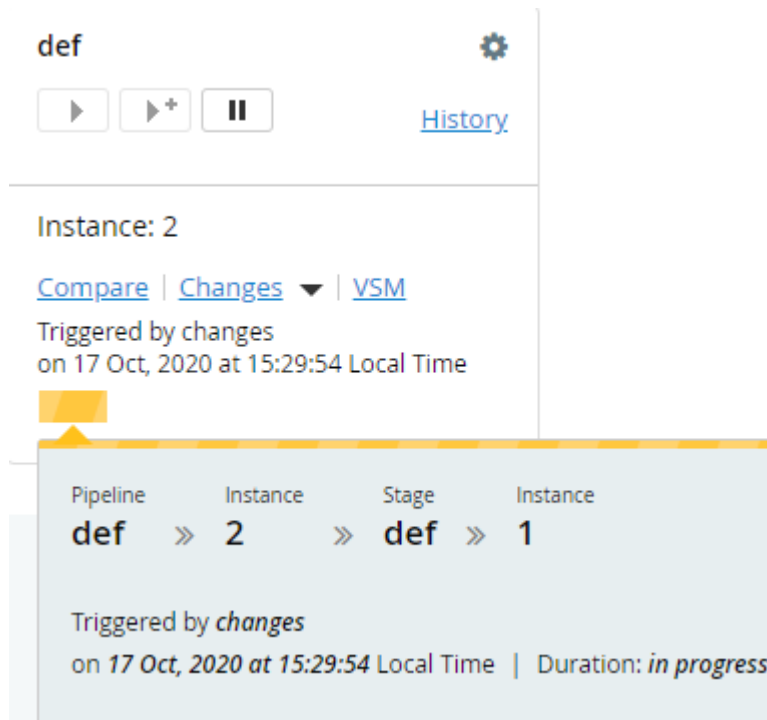 def
History
Instance: 2
Compare | Changes | VSM
Triggered by changes
on 17 Oct, 2020 at 15:29:54 Local Time
Pipeline Instance Stage Instance
def » 2 » def » 1
Triggered by changes
on 17 Oct, 2020 at 15:29:54 Local Time | Duration: in progress